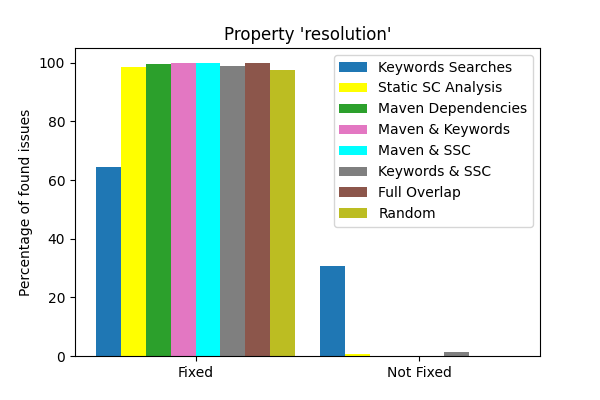 Property 'resolution'
Percentage of found issues
100
80
60
40
20
0
Keywords Searches
Static SC Analysis
Maven Dependencies
Maven & Keywords
Maven & SSC
Keywords & SSC
Full Overlap
Random
Fixed
Not Fixed